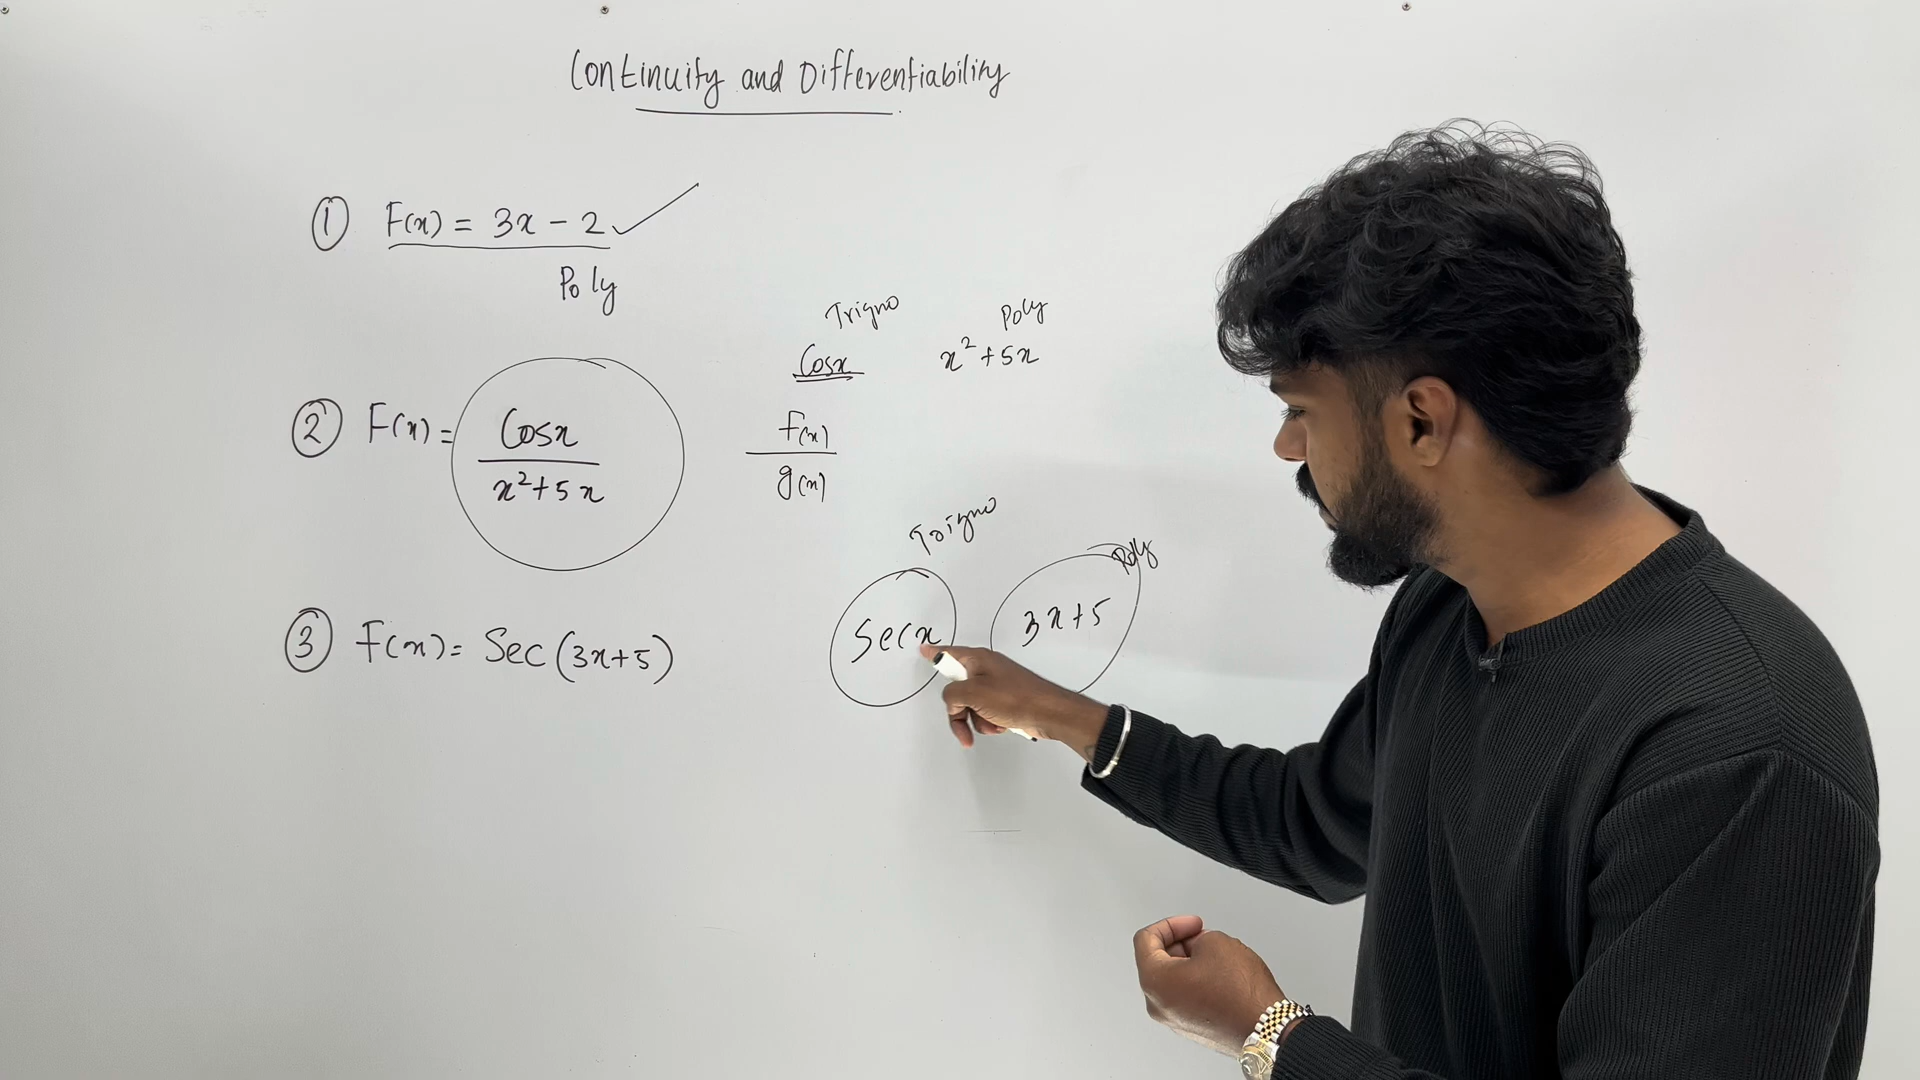 Continuity and Differentiability
① F(x) = 3x - 2 ✓
Poly
Trigno Poly
Cosx x²+5x
② F(x) = Cosx / x²+5x
f(x) / g(x)
Trigno Poly
Secx 3x+5
③ F(x) = Sec(3x+5)